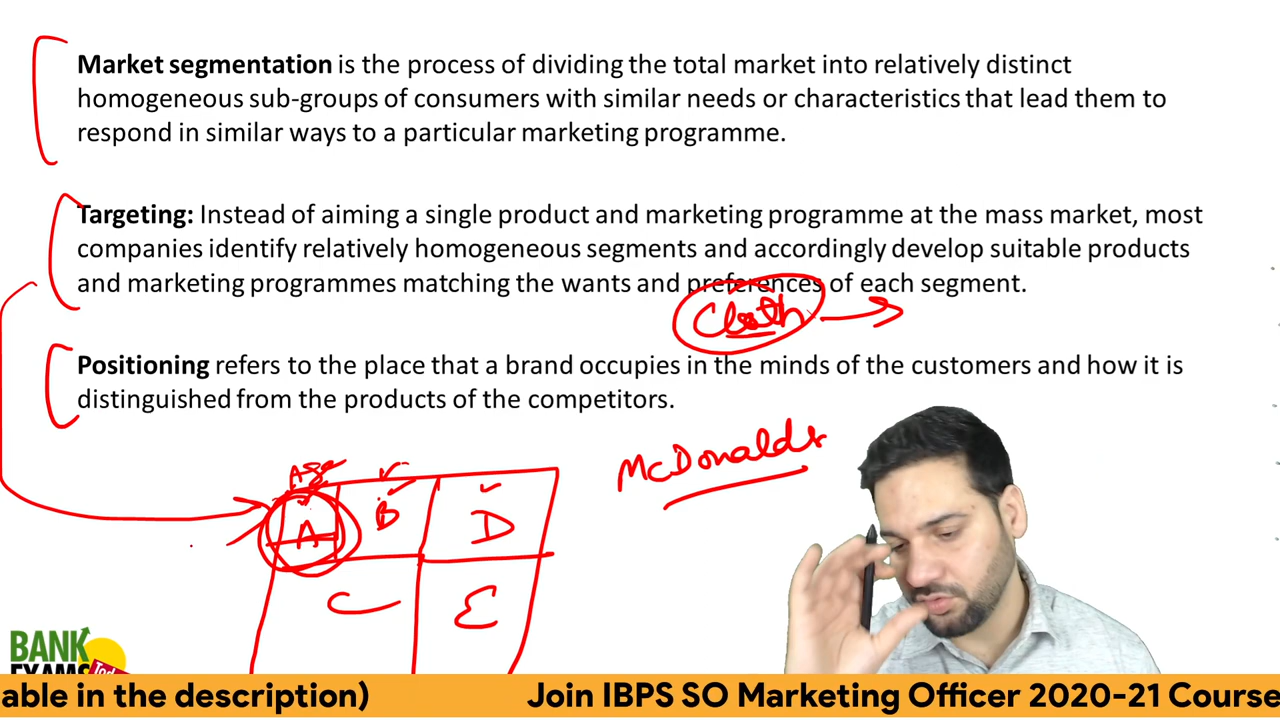 Market segmentation is the process of dividing the total market into relatively distinct
homogeneous sub-groups of consumers with similar needs or characteristics that lead them to
respond in similar ways to a particular marketing programme.
Targeting: Instead of aiming a single product and marketing programme at the mass market, most
companies identify relatively homogeneous segments and accordingly develop suitable products
and marketing programmes matching the wants and preferences of each segment.
Cloth
Positioning refers to the place that a brand occupies in the minds of the customers and how it is
distinguished from the products of the competitors.
McDonalds
Age
A B D
C E
BANK
EXAMS Today
able in the description) Join IBPS SO Marketing Officer 2020-21 Course